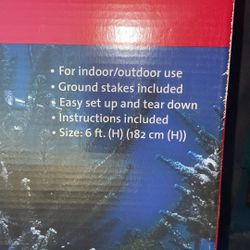 • For indoor/outdoor use
• Ground stakes included
• Easy set up and tear down
• Instructions included
• Size: 6 ft. (H) (182 cm (H))